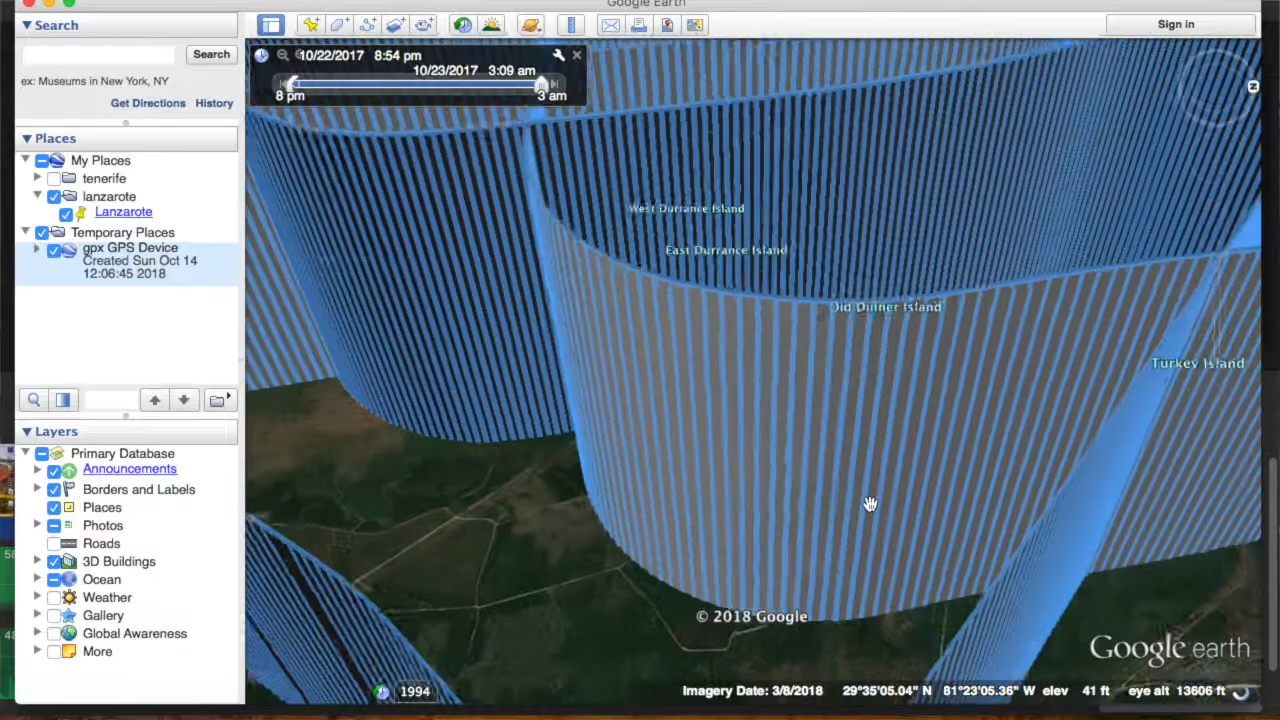 Google Earth
Search
Sign in
Search
ex: Museums in New York, NY
Get Directions
History
10/22/2017 8:54 pm
10/23/2017 3:09 am
8 pm
3 am
Places
My Places
tenerife
lanzarote
Lanzarote
Temporary Places
gpx GPS Device
Created Sun Oct 14
12:06:45 2018
Layers
Primary Database
Announcements
Borders and Labels
Places
Photos
Roads
3D Buildings
Ocean
Weather
Gallery
Global Awareness
More
West Durrance Island
East Durrance Island
Old Dinner Island
Turkey Island
© 2018 Google
Google earth
1994
Imagery Date: 3/8/2018 29°35'05.04" N 81°23'05.36" W elev 41 ft eye alt 13606 ft